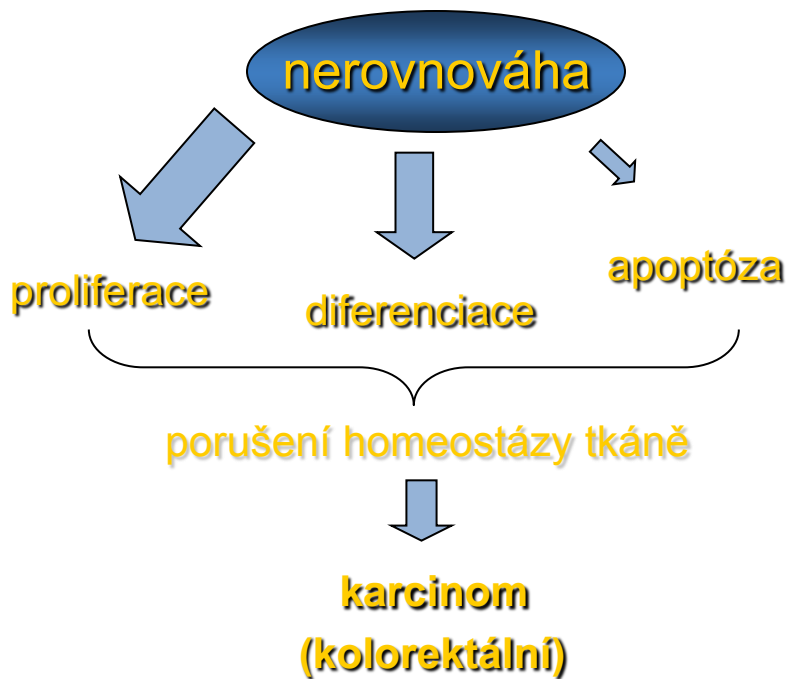 nerovnováha
proliferace
diferenciace
apoptóza
porušení homeostázy tkáně
karcinom
(kolorektální)